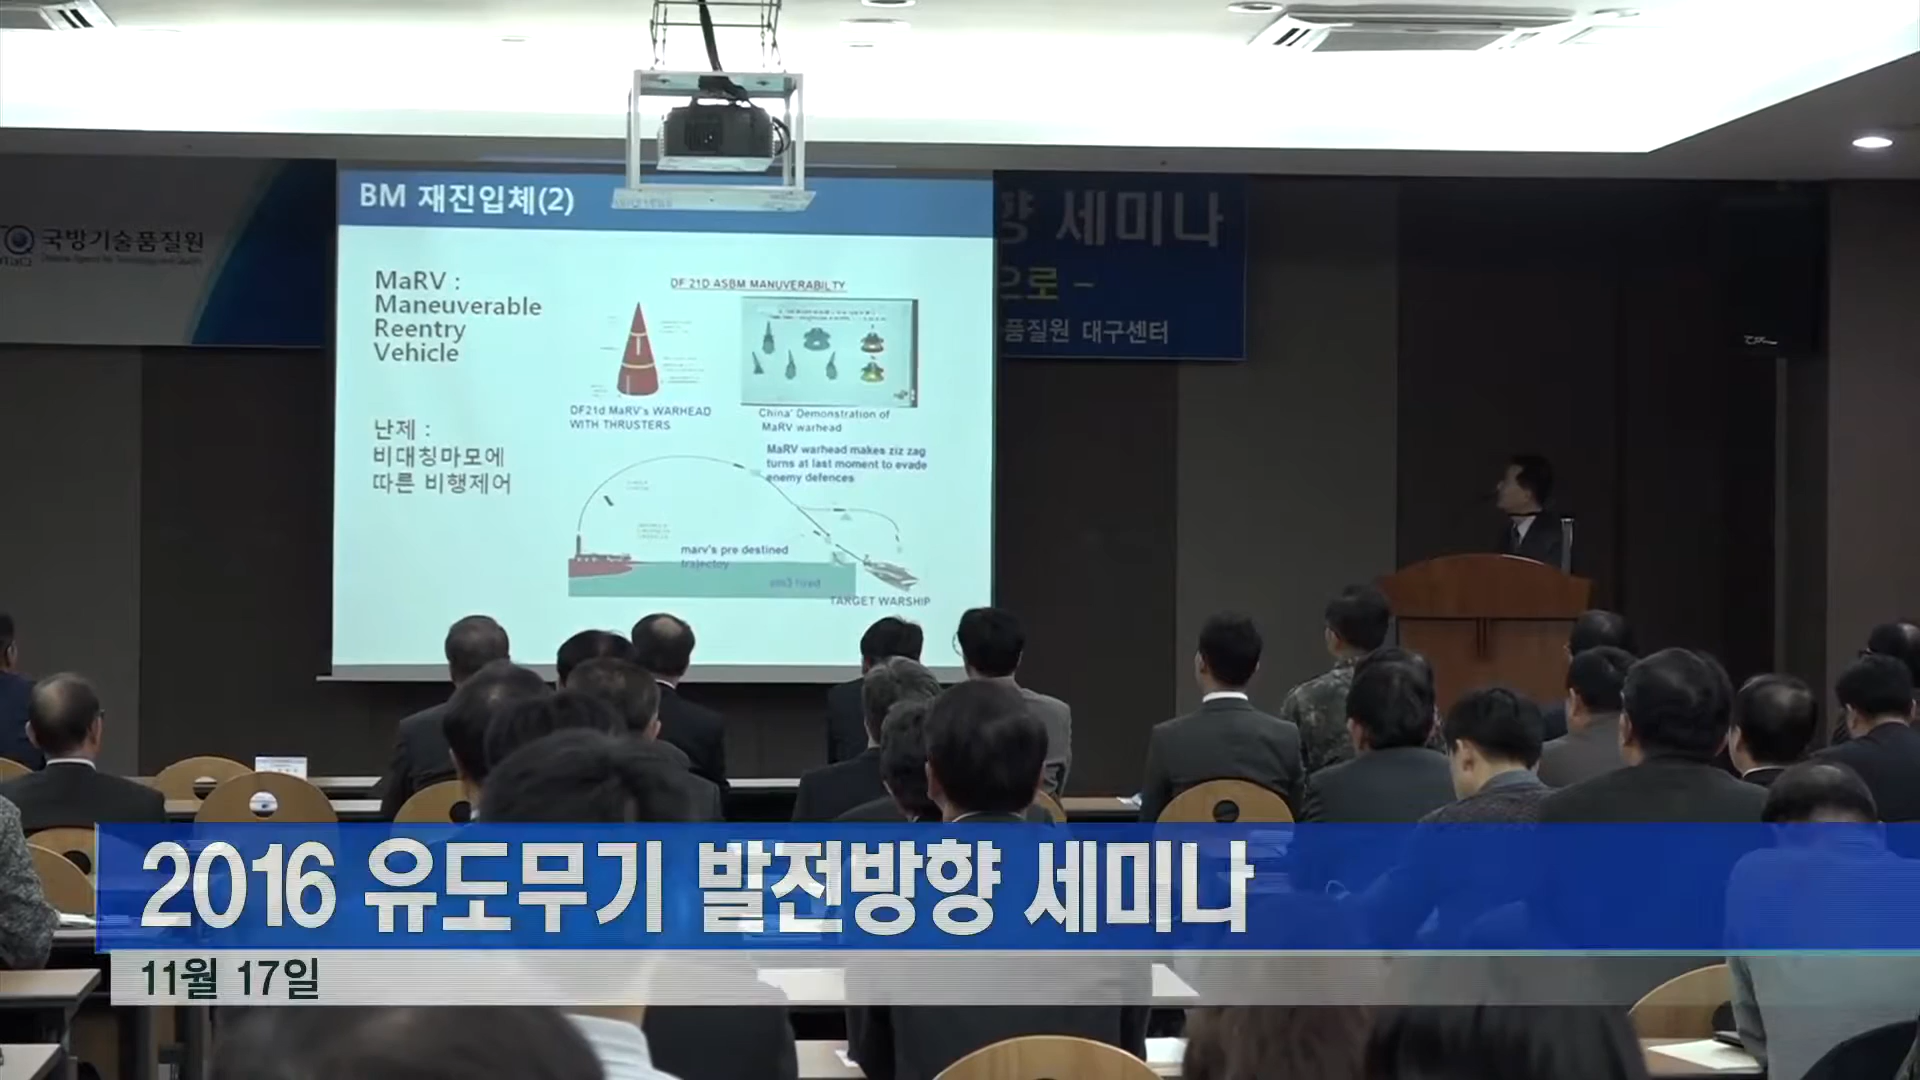 BM 재진입체(2)
국방기술품질원
향 세미나
으로 -
품질원 대구센터
MaRV :
Maneuverable
Reentry
Vehicle
난제 :
비대칭마모에
따른 비행제어
DF 21D ASBM MANUVERABILTY
DF21d MaRV's WARHEAD
WITH THRUSTERS
China' Demonstration of
MaRV warhead
MaRV warhead makes ziz zag
turns at last moment to evade
enemy defences
marv's pre destined
trajectoy
sm3 fired
TARGET WARSHIP
2016 유도무기 발전방향 세미나
11월 17일